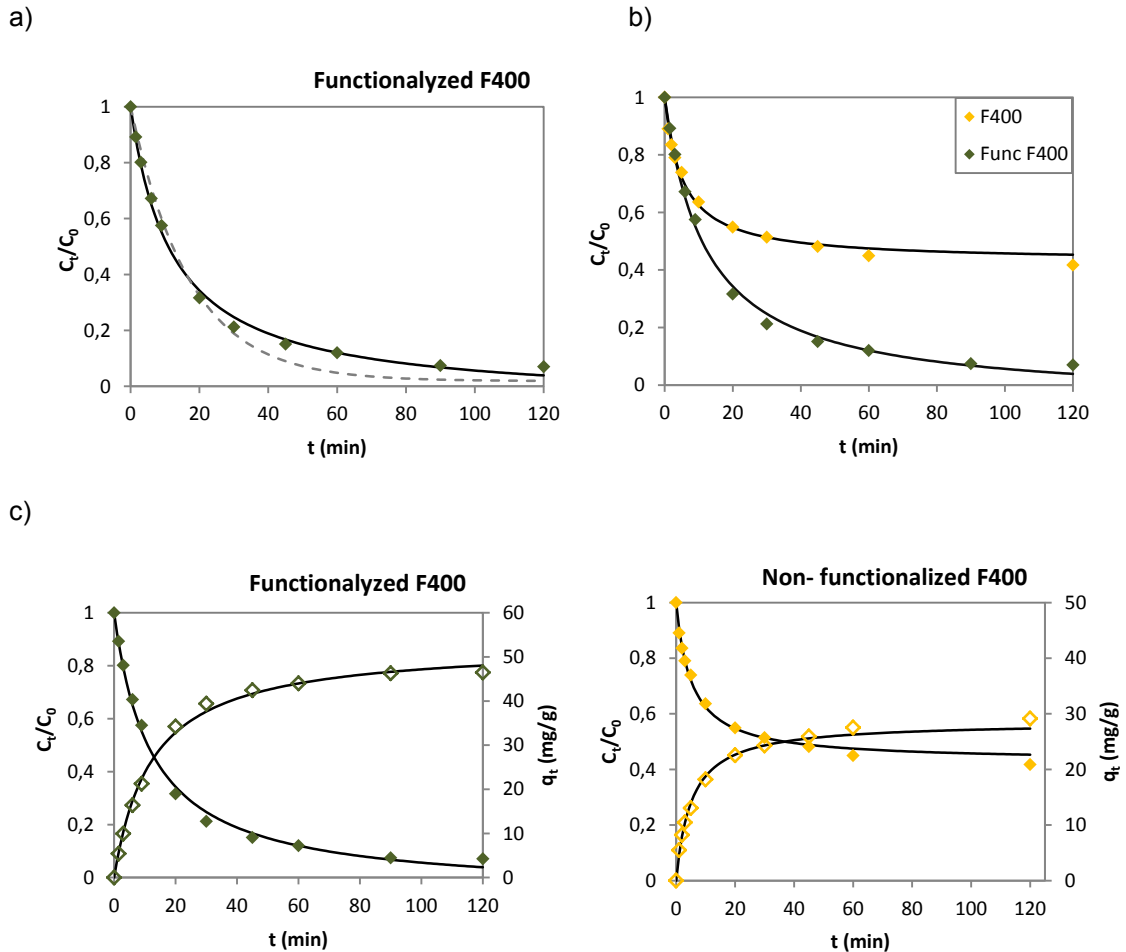 a)
b)
Functionalyzed F400
1
0,8
0,6
0,4
0,2
0
Ct/C0
0 20 40 60 80 100 120
t (min)
1
0,8
0,6
0,4
0,2
0
Ct/C0
F400
Func F400
0 20 40 60 80 100 120
t (min)
c)
Functionalyzed F400
1
0,8
0,6
0,4
0,2
0
Ct/C0
60
50
40
30
20
10
0
qt (mg/g)
0 20 40 60 80 100 120
t (min)
Non- functionalized F400
1
0,8
0,6
0,4
0,2
0
Ct/C0
50
40
30
20
10
0
qt (mg/g)
0 20 40 60 80 100 120
t (min)